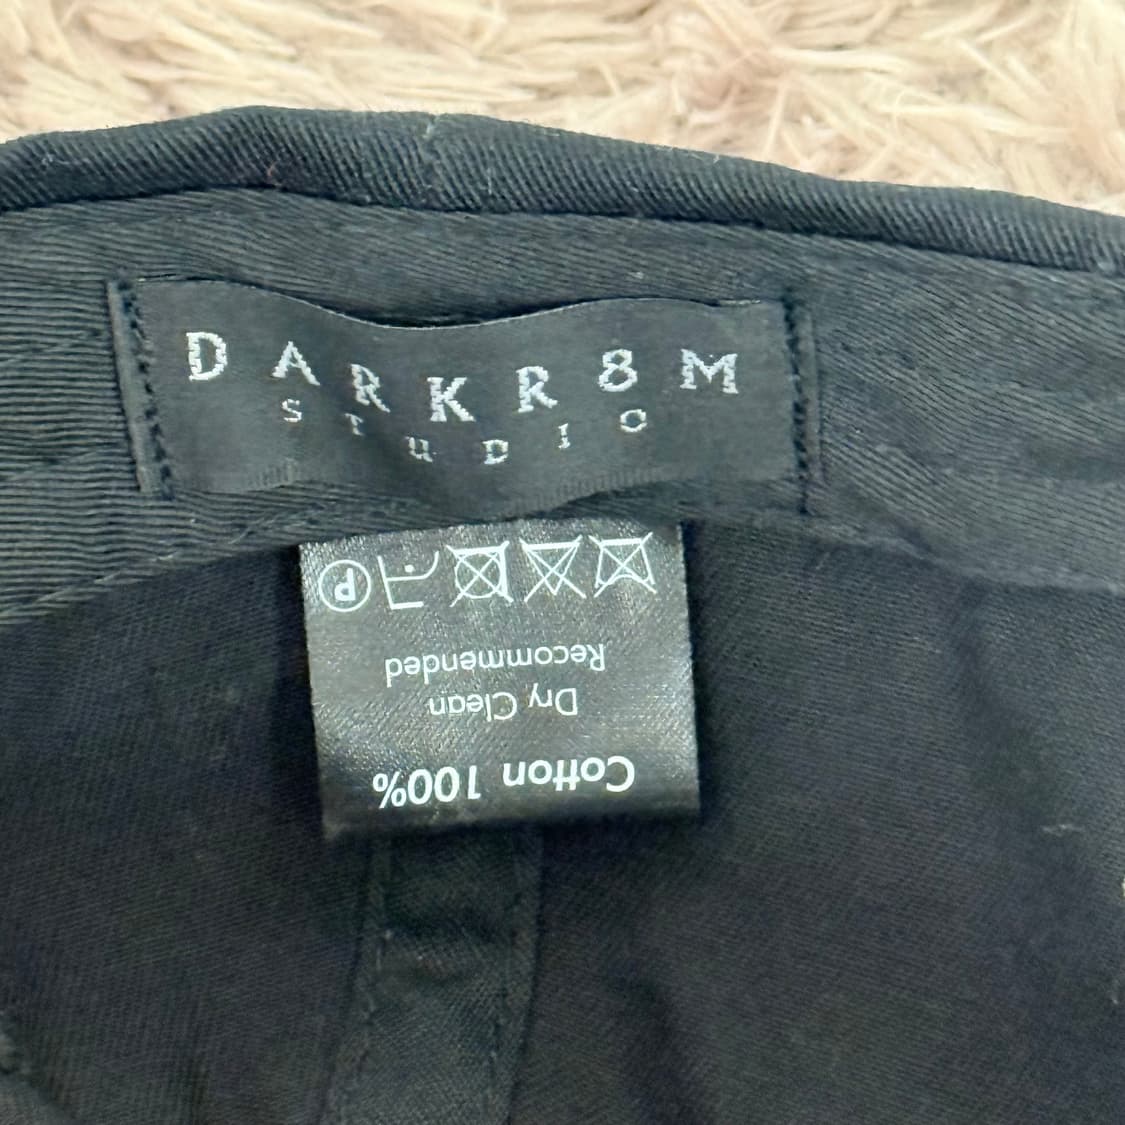 DARKR8M
STUDIO
Cotton 100%
Dry Clean
Recommended
P